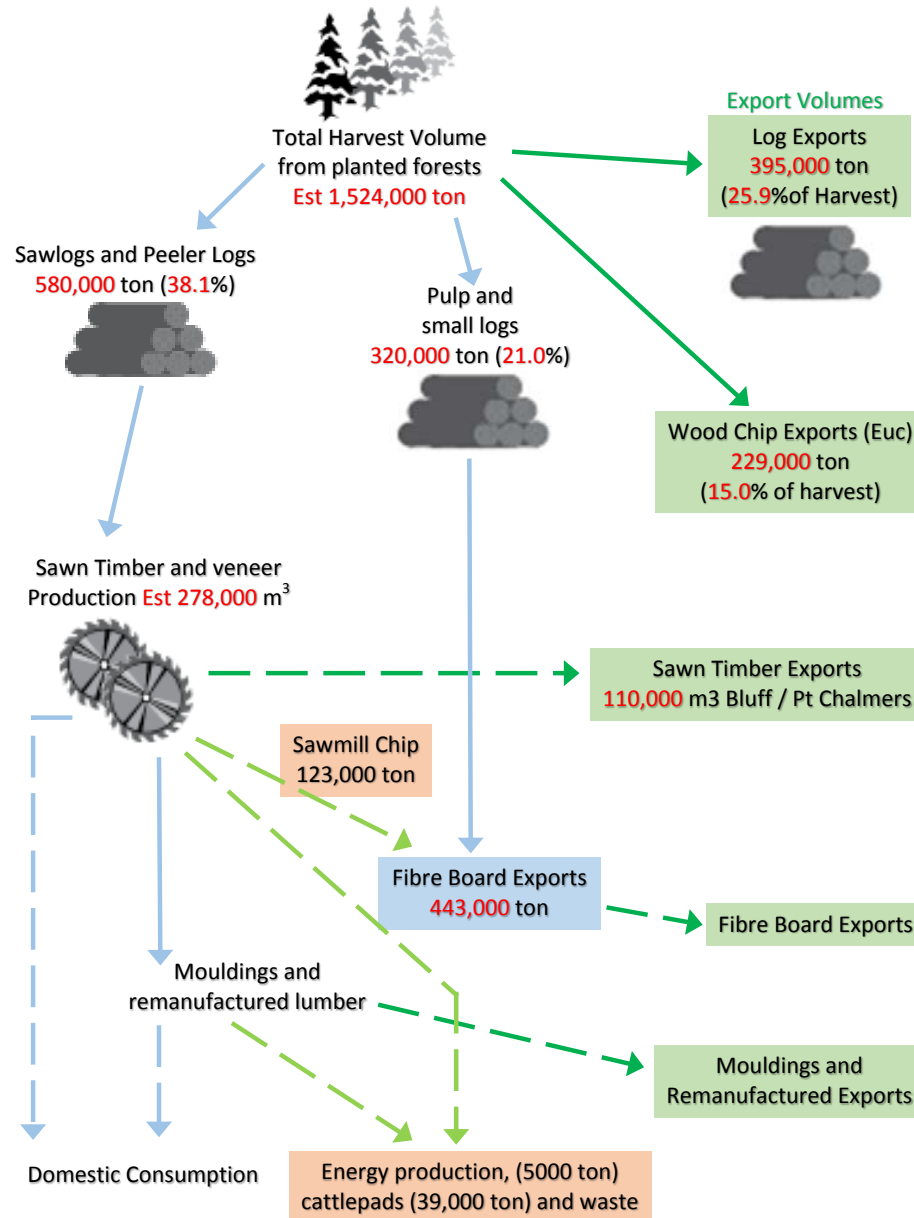 Total Harvest Volume
from planted forests
Est 1,524,000 ton
Export Volumes
Log Exports
395,000 ton
(25.9%of Harvest)
Sawlogs and Peeler Logs
580,000 ton (38.1%)
Pulp and
small logs
320,000 ton (21.0%)
Wood Chip Exports (Euc)
229,000 ton
(15.0% of harvest)
Sawn Timber and veneer
Production Est 278,000 m³
Sawn Timber Exports
110,000 m3 Bluff / Pt Chalmers
Sawmill Chip
123,000 ton
Fibre Board Exports
443,000 ton
Fibre Board Exports
Mouldings and
remanufactured lumber
Mouldings and
Remanufactured Exports
Domestic Consumption
Energy production, (5000 ton)
cattlepads (39,000 ton) and waste